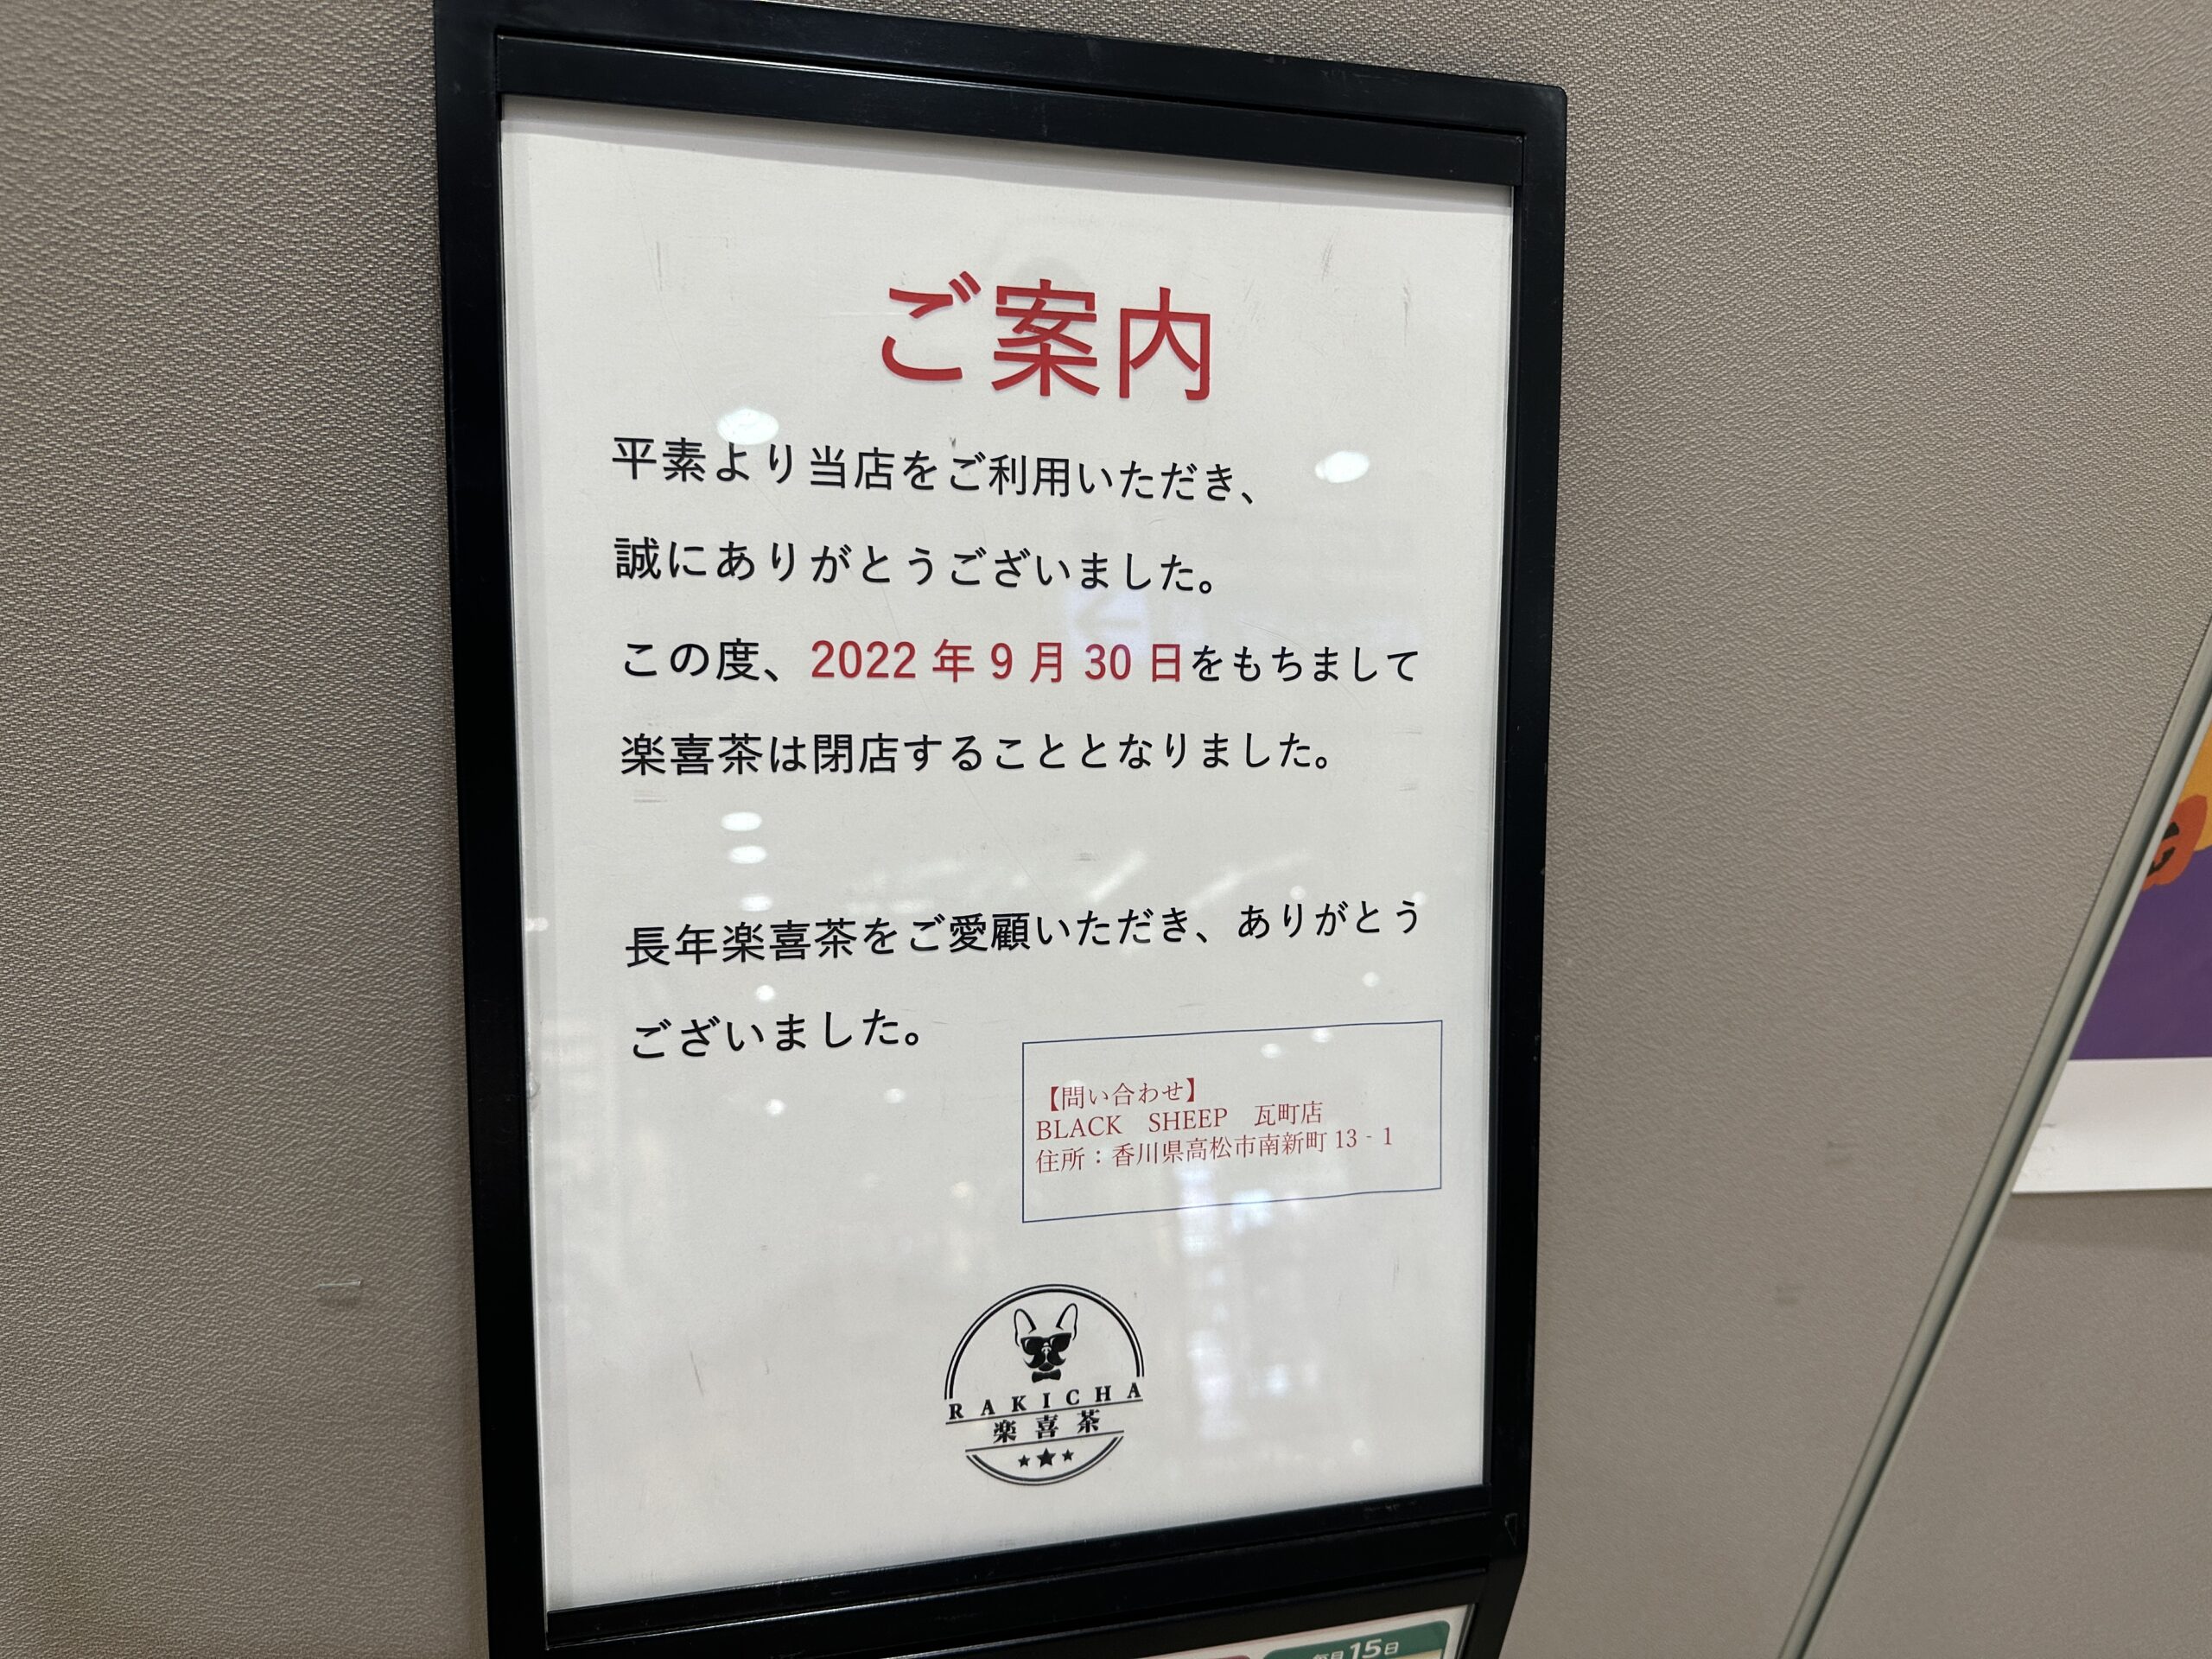 ご案内
平素より当店をご利用いただき、
誠にありがとうございました。
この度、2022年9月30日をもちまして
楽喜茶は閉店することとなりました。
長年楽喜茶をご愛顧いただき、ありがとう
ございました。
【問い合わせ】
BLACK　SHEEP　瓦町店
住所：香川県高松市南新町 13‐1
RAKICHA
楽喜茶
毎月15日